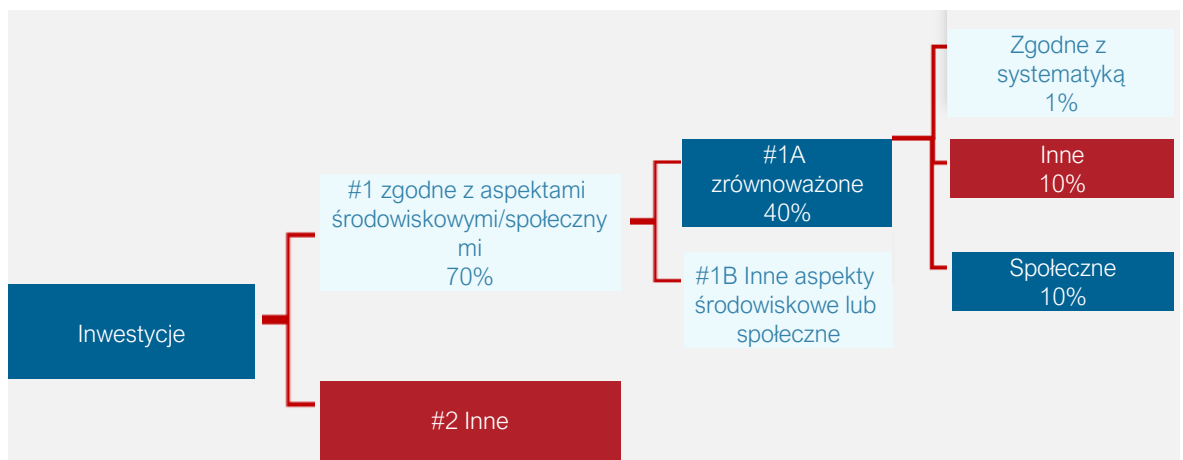 Inwestycje
#1 zgodne z aspektami
środowiskowymi/społeczny
mi
70%
#2 Inne
#1A
zrównoważone
40%
#1B Inne aspekty
środowiskowe lub
społeczne
Zgodne z
systematyką
1%
Inne
10%
Społeczne
10%